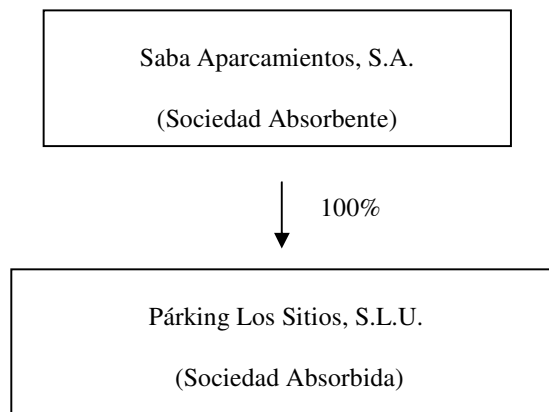 Saba Aparcamientos, S.A.
(Sociedad Absorbente)
100%
Párking Los Sitios, S.L.U.
(Sociedad Absorbida)